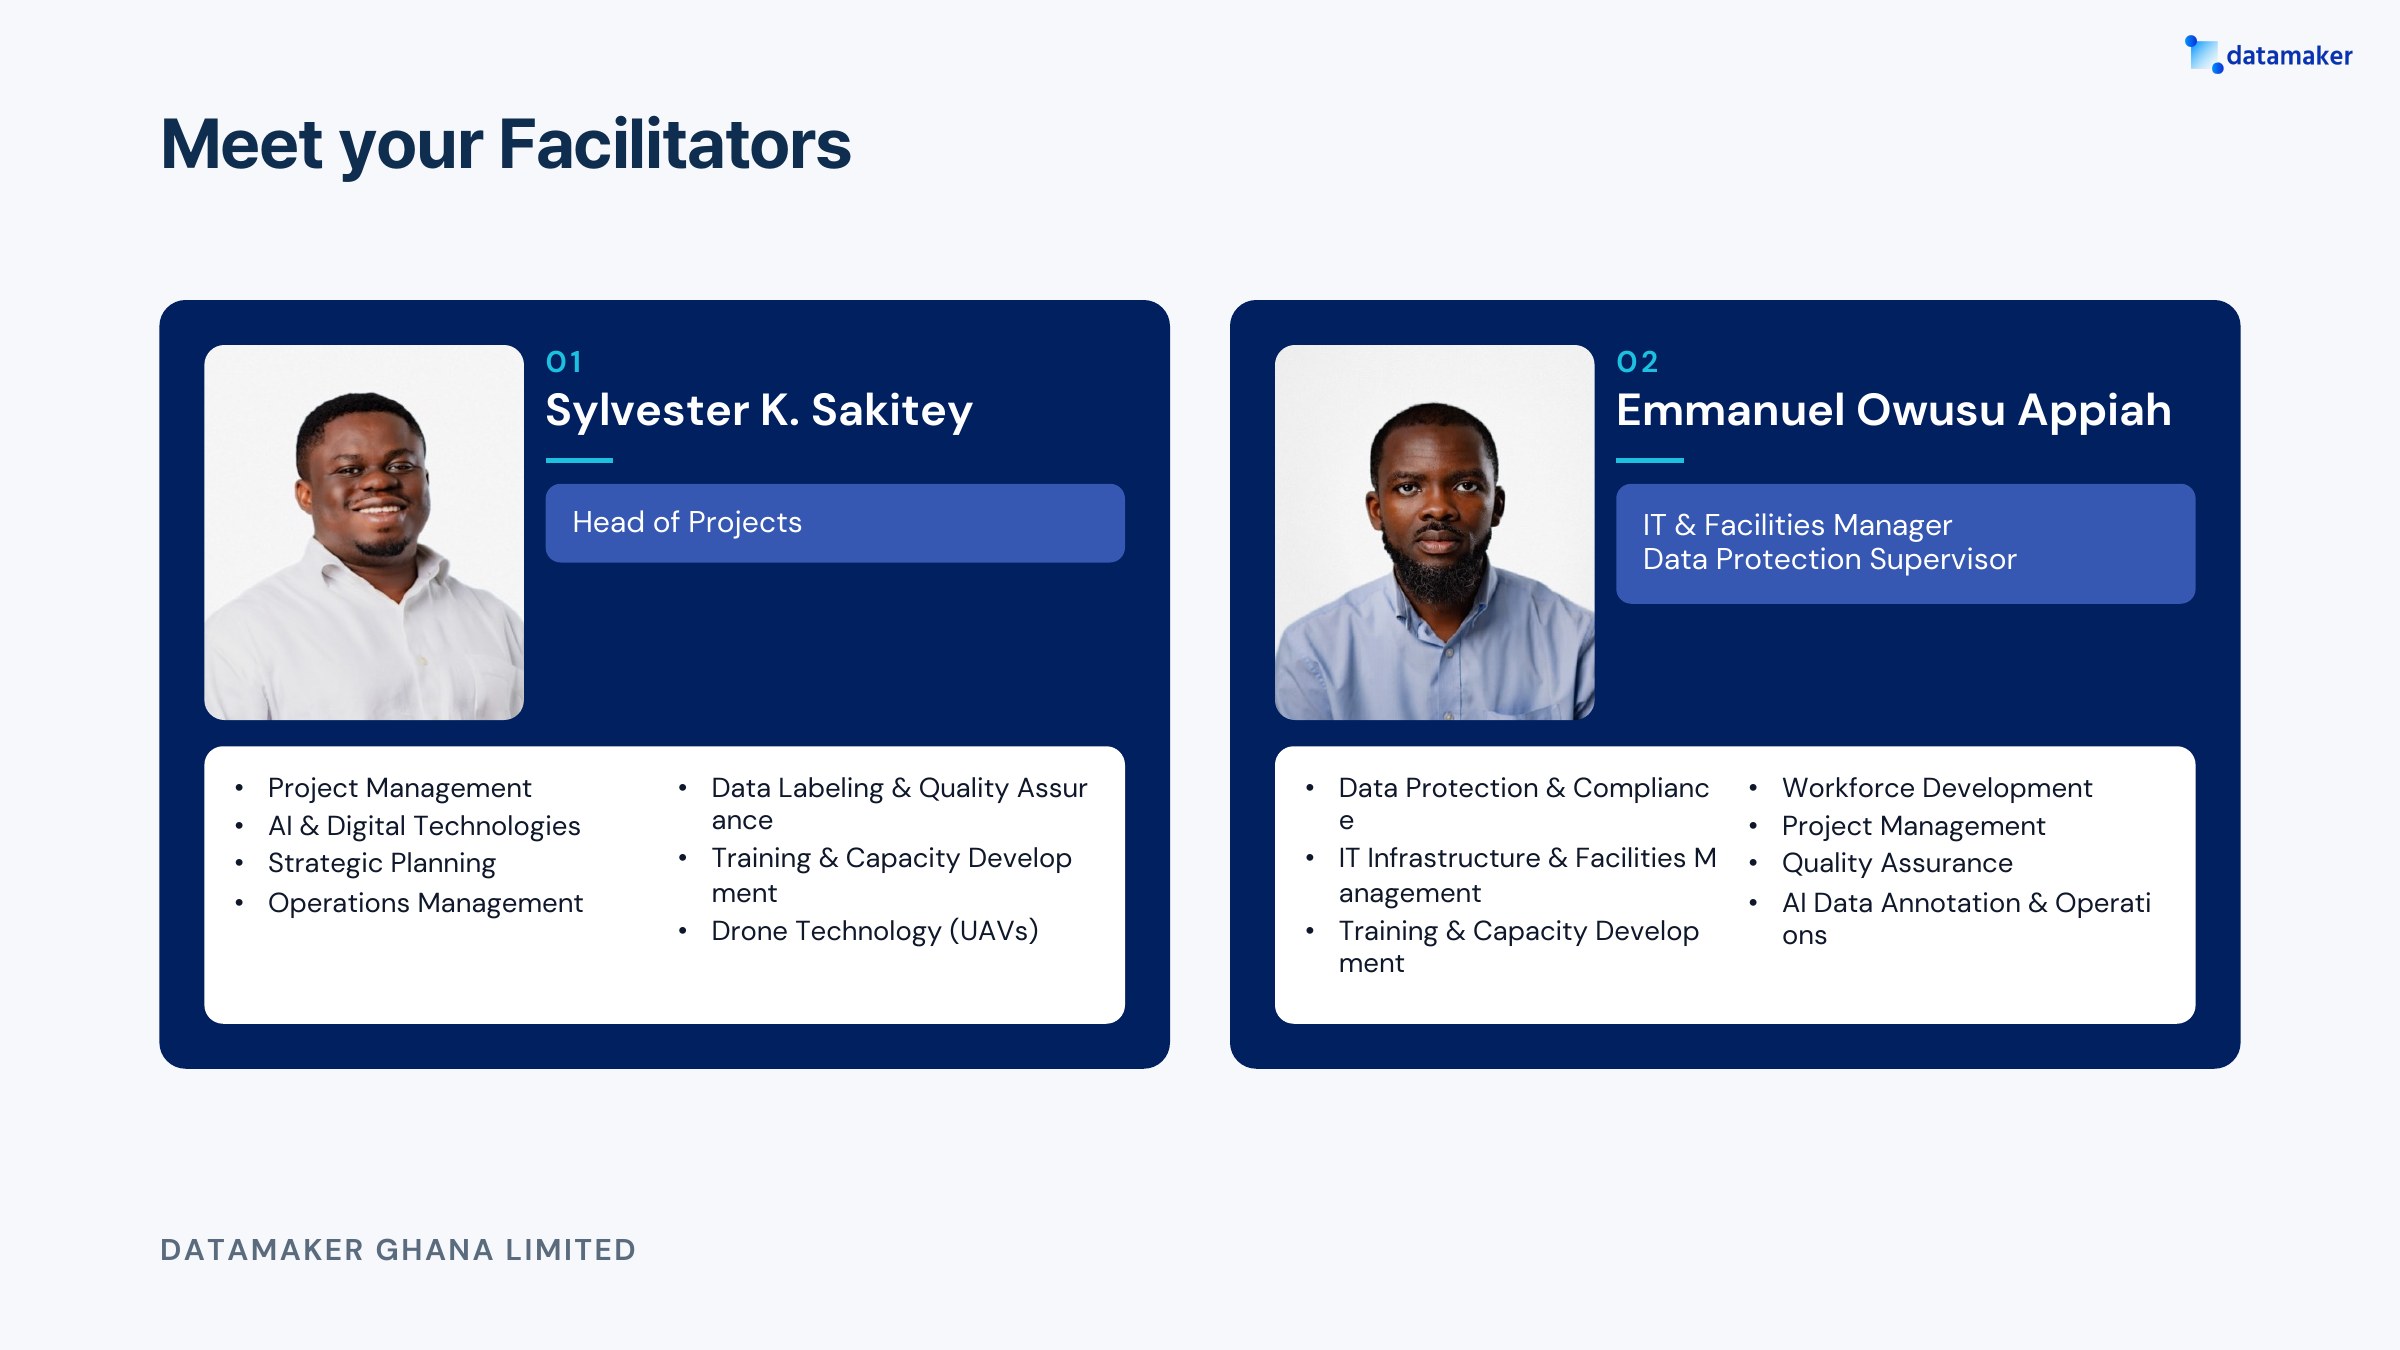 datamaker
Meet your Facilitators
01
Sylvester K. Sakitey
Head of Projects
• Project Management
• AI & Digital Technologies
• Strategic Planning
• Operations Management
• Data Labeling & Quality Assur
ance
• Training & Capacity Develop
ment
• Drone Technology (UAVs)
02
Emmanuel Owusu Appiah
IT & Facilities Manager
Data Protection Supervisor
• Data Protection & Complianc
e
• IT Infrastructure & Facilities M
anagement
• Training & Capacity Develop
ment
• Workforce Development
• Project Management
• Quality Assurance
• AI Data Annotation & Operati
ons
DATAMAKER GHANA LIMITED